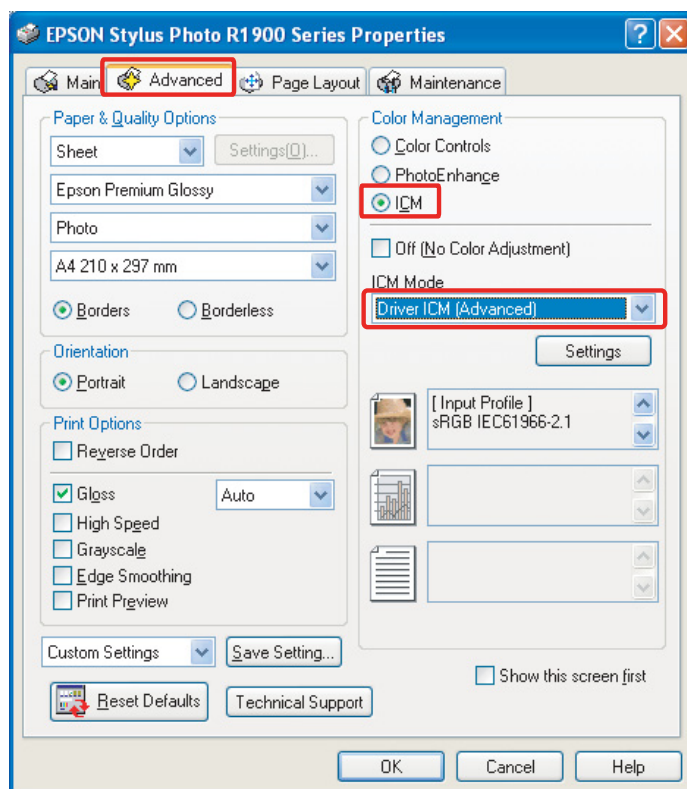 EPSON Stylus Photo R1900 Series Properties
Main
Advanced
Page Layout
Maintenance
Paper & Quality Options
Sheet
Settings(O)...
Epson Premium Glossy
Photo
A4 210 x 297 mm
Borders
Borderless
Orientation
Portrait
Landscape
Print Options
Reverse Order
Gloss
Auto
High Speed
Grayscale
Edge Smoothing
Print Preview
Custom Settings
Save Setting...
Reset Defaults
Technical Support
Color Management
Color Controls
PhotoEnhance
ICM
Off (No Color Adjustment)
ICM Mode
Driver ICM (Advanced)
Settings
[ Input Profile ]
sRGB IEC61966-2.1
Show this screen first
OK
Cancel
Help